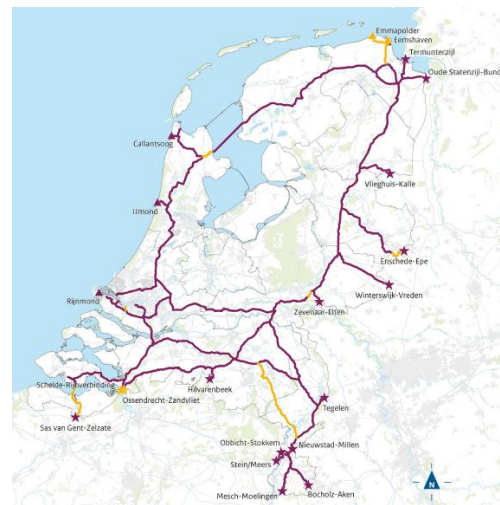 Emmapolder
Eemshaven
Termunterzijl
Oude Statenzijl-Bund
Callantsoog
Vlieghuis-Kalle
IJmond
Enschede-Epe
Winterswijk-Vreden
Rijnmond
Zevenaar-Elten
Schelde-Rijnverbinding
Ossendrecht-Zandvliet
Hilvarenbeek
Tegelen
Sas van Gent-Zelzate
Obbicht-Stokkem
Nieuwstad-Millen
Stein/Meers
Mesch-Moelingen
Bocholz-Aken
N